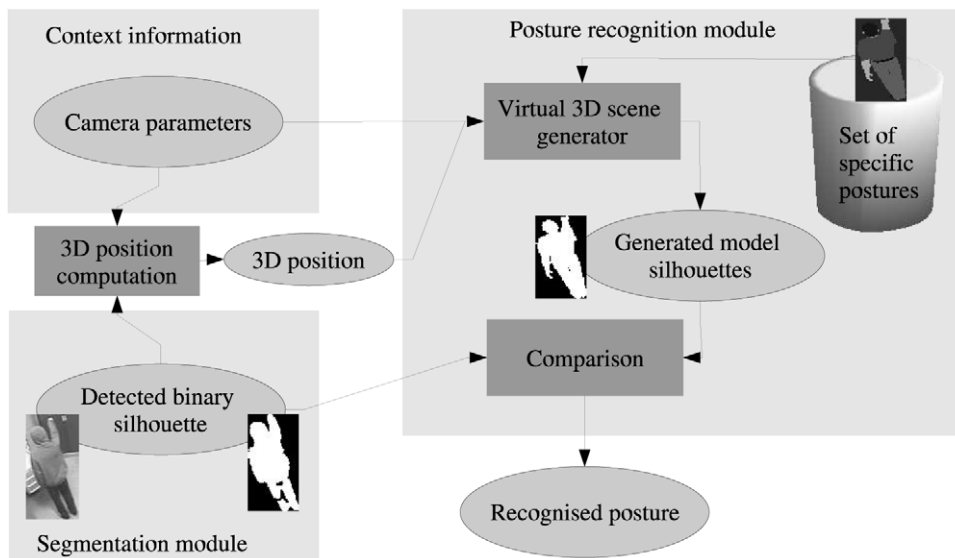 Context information
Camera parameters
3D position
computation
3D position
Detected binary
silhouette
Segmentation module
Posture recognition module
Virtual 3D scene
generator
Set of
specific
postures
Generated model
silhouettes
Comparison
Recognised posture